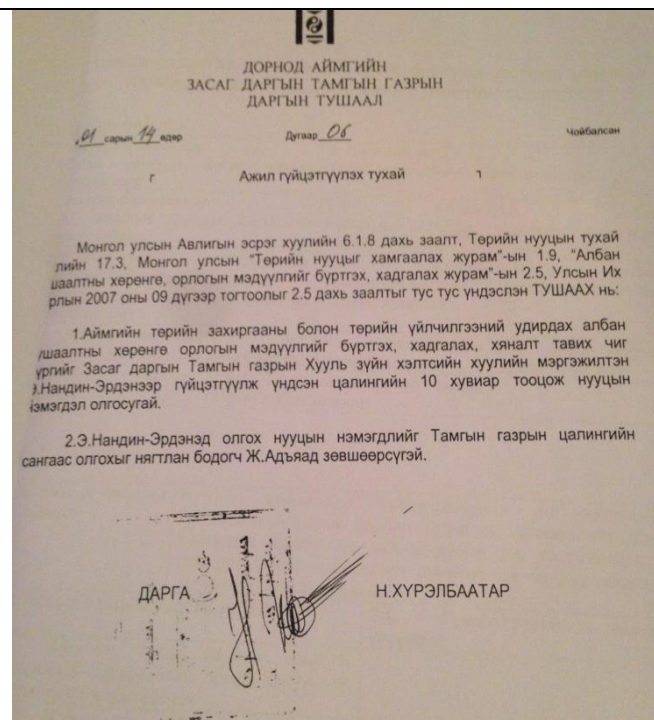 ДОРНОД АЙМГИЙН
ЗАСАГ ДАРГЫН ТАМГЫН ГАЗРЫН
ДАРГЫН ТУШААЛ
01 сарын 14 өдөр Дугаар 06 Чойбалсан
Ажил гүйцэтгүүлэх тухай
Монгол улсын Авлигын эсрэг хуулийн 6.1.8 дахь заалт, Төрийн нууцын тухай
лийн 17.3, Монгол улсын "Төрийн нууцыг хамгаалах журам"-ын 1.9, "Албан
шаалтны хөрөнгө, орлогын мэдүүлгийг бүртгэх, хадгалах журам"-ын 2.5, Улсын Их
рлын 2007 оны 09 дүгээр тогтоолыг 2.5 дахь заалтыг тус тус үндэслэн ТУШААХ нь:
1.Аймгийн төрийн захиргааны болон төрийн үйлчилгээний удирдах албан
ушаалтны хөрөнгө орлогын мэдүүлгийг бүртгэх, хадгалах, хяналт тавих чиг
үргийг Засаг даргын Тамгын газрын Хууль зүйн хэлтсийн хуулийн мэргэжилтэн
Э.Нандин-Эрдэнээр гүйцэтгүүлж үндсэн цалингийн 10 хувиар тооцож нууцын
нэмэгдэл олгосугай.
2.Э.Нандин-Эрдэнэд олгох нууцын нэмэгдлийг Тамгын газрын цалингийн
сангаас олгохыг нягтлан бодогч Ж.Адъяад зөвшөөрсүгэй.
ДАРГА Н.ХҮРЭЛБААТАР